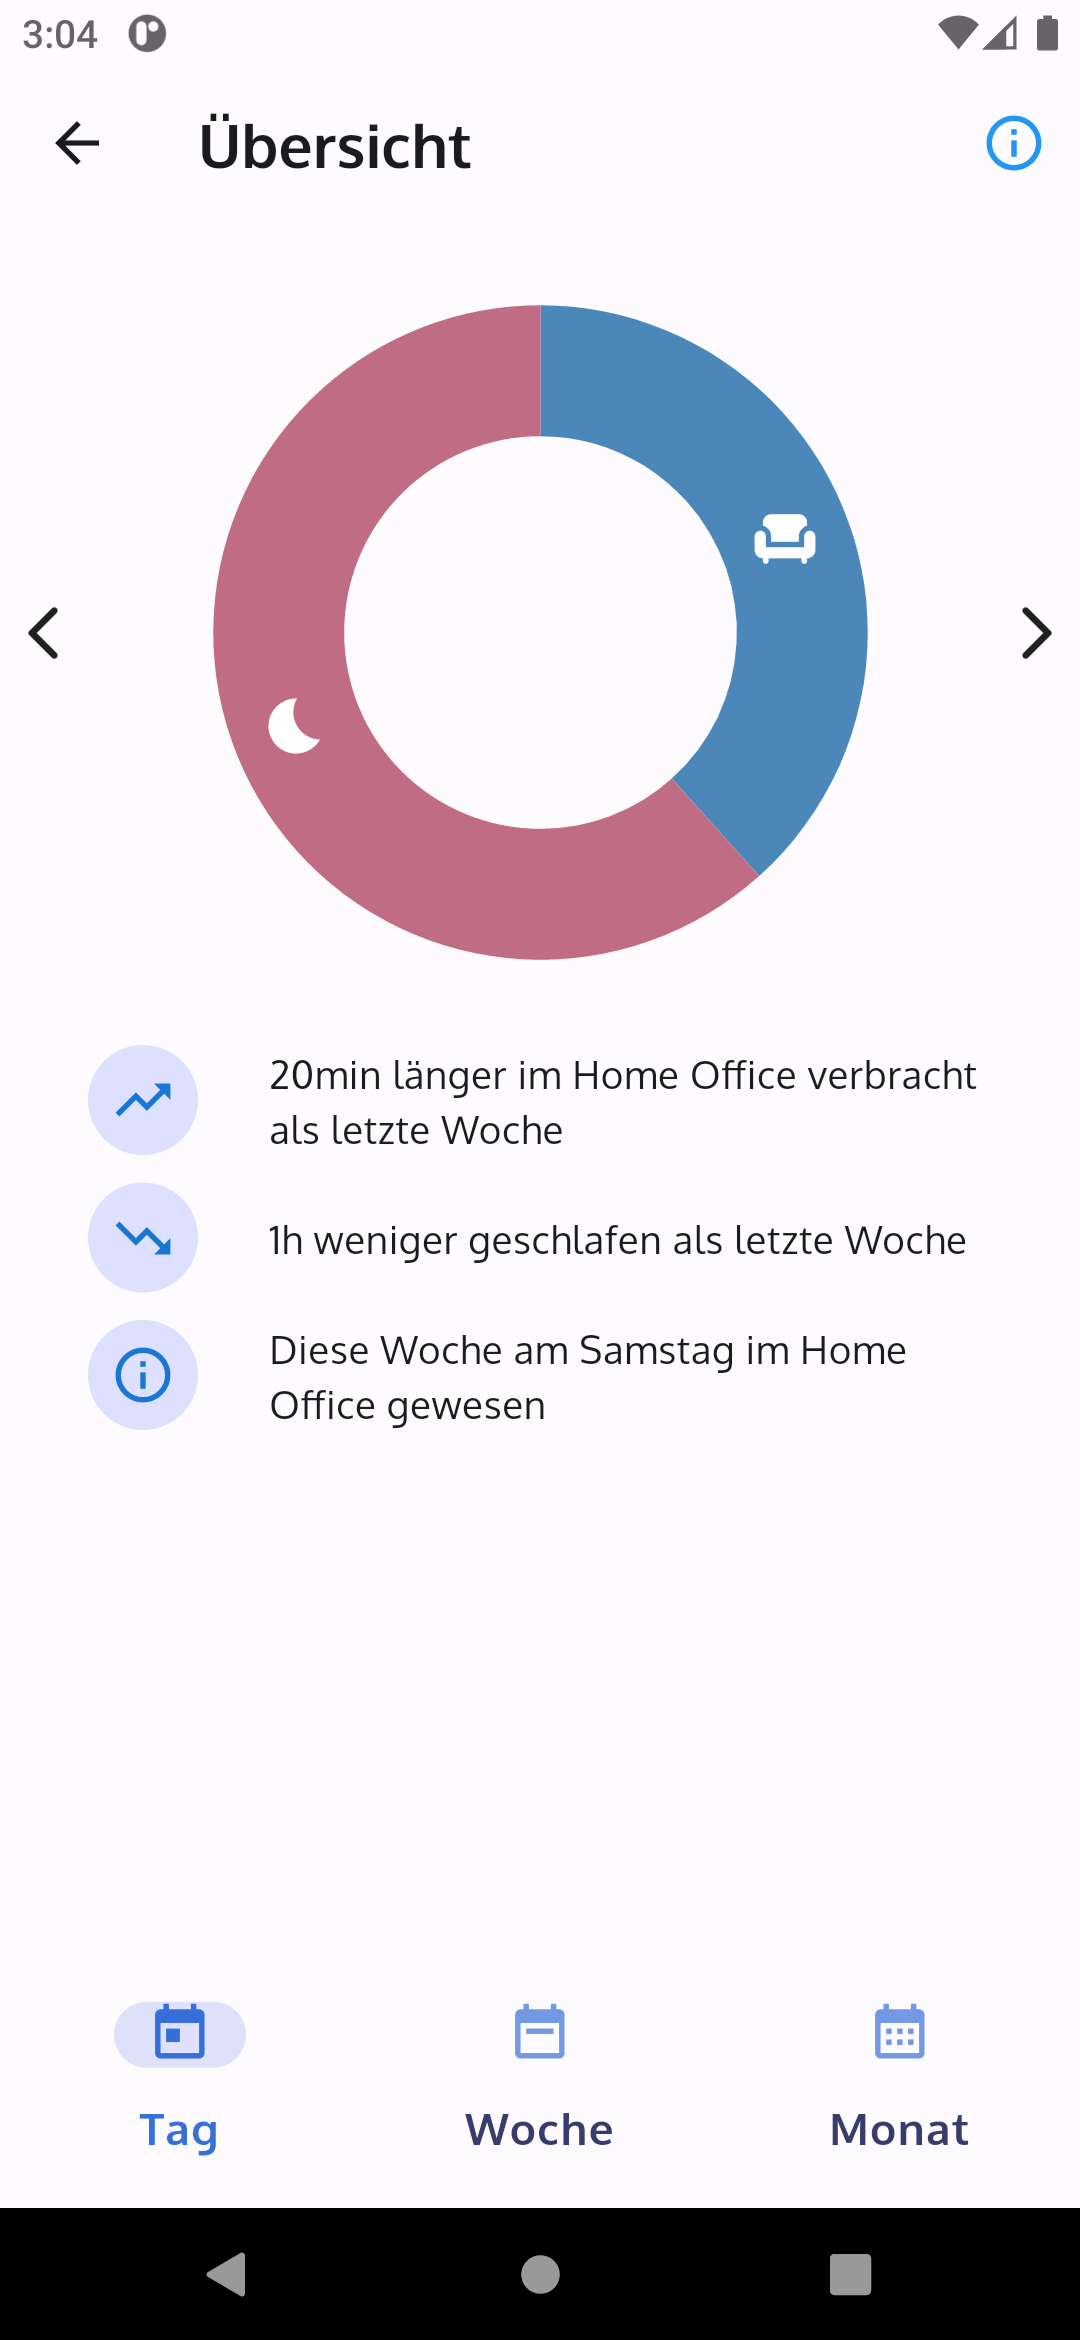 3:04
Übersicht
20min länger im Home Office verbracht
als letzte Woche
1h weniger geschlafen als letzte Woche
Diese Woche am Samstag im Home
Office gewesen
Tag
Woche
Monat